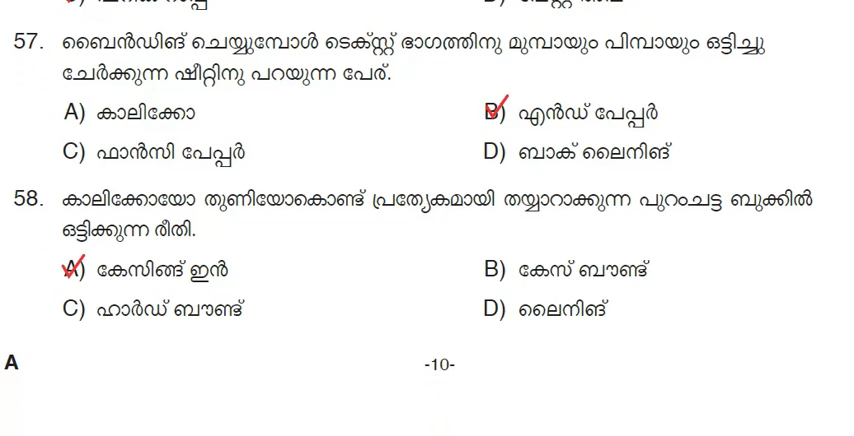 57. ബൈൻഡിങ് ചെയ്യുമ്പോൾ ടെക്സ്റ്റ് ഭാഗത്തിനു മുമ്പായും പിമ്പായും ഒട്ടിച്ചു
ചേർക്കുന്ന ഷീറ്റിനു പറയുന്ന പേര്.
A) കാലിക്കോ B) എൻഡ് പേപ്പർ
C) ഫാൻസി പേപ്പർ D) ബാക് ലൈനിങ്
58. കാലിക്കോയോ തുണിയോകൊണ്ട് പ്രത്യേകമായി തയ്യാറാക്കുന്ന പുറംചട്ട ബുക്കിൽ
ഒട്ടിക്കുന്ന രീതി.
A) കേസിങ്ങ് ഇൻ B) കേസ് ബൗണ്ട്
C) ഹാർഡ് ബൗണ്ട് D) ലൈനിങ്
A -10-